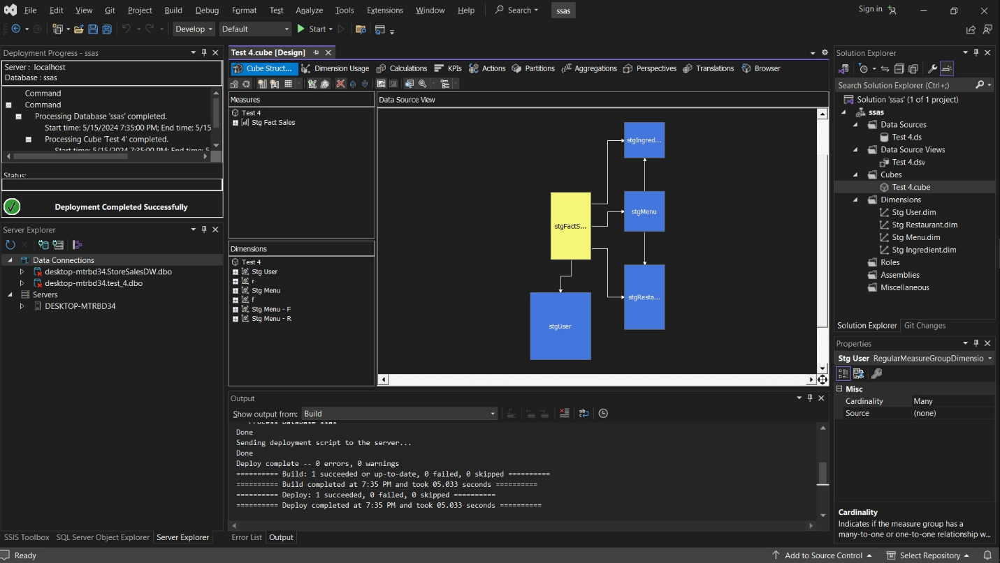 File Edit View Git Project Build Debug Format Test Analyze Tools Extensions Window Help Search ssas Sign in
Develop Default Start
Deployment Progress - ssas
Server : localhost
Database : ssas
Command
Command
Processing Database 'ssas' completed.
Start time: 5/15/2024 7:35:00 PM; End time: 5/15
Processing Cube 'Test 4' completed.
Start time: 5/15/2024 7:35:00 PM; End time: 5
Status:
Deployment Completed Successfully
Server Explorer
Data Connections
desktop-mtrbd34.StoreSalesDW.dbo
desktop-mtrbd34.test_4.dbo
Servers
DESKTOP-MTRBD34
SSIS Toolbox SQL Server Object Explorer Server Explorer
Test 4.cube [Design]
Cube Struct... Dimension Usage Calculations KPIs Actions Partitions Aggregations Perspectives Translations Browser
Measures
Test 4
Stg Fact Sales
Dimensions
Test 4
Stg User
r
Stg Menu
f
Stg Menu - F
Stg Menu - R
Data Source View
stgIngred...
stgFactS...
stgMenu
stgResta...
stgUser
Output
Show output from: Build
Process Database ssas
Done
Sending deployment script to the server...
Done
Deploy complete -- 0 errors, 0 warnings
========== Build: 1 succeeded or up-to-date, 0 failed, 0 skipped ==========
========== Build completed at 7:35 PM and took 05.033 seconds ==========
========== Deploy: 1 succeeded, 0 failed, 0 skipped ==========
========== Deploy completed at 7:35 PM and took 05.033 seconds ==========
Error List Output
Solution Explorer
Search Solution Explorer (Ctrl+;)
Solution 'ssas' (1 of 1 project)
ssas
Data Sources
Test 4.ds
Data Source Views
Test 4.dsv
Cubes
Test 4.cube
Dimensions
Stg User.dim
Stg Restaurant.dim
Stg Menu.dim
Stg Ingredient.dim
Roles
Assemblies
Miscellaneous
Solution Explorer Git Changes
Properties
Stg User RegularMeasureGroupDimensio
Misc
Cardinality Many
Source (none)
Cardinality
Indicates if the measure group has a
many-to-one or one-to-one relationship w...
Ready Add to Source Control Select Repository